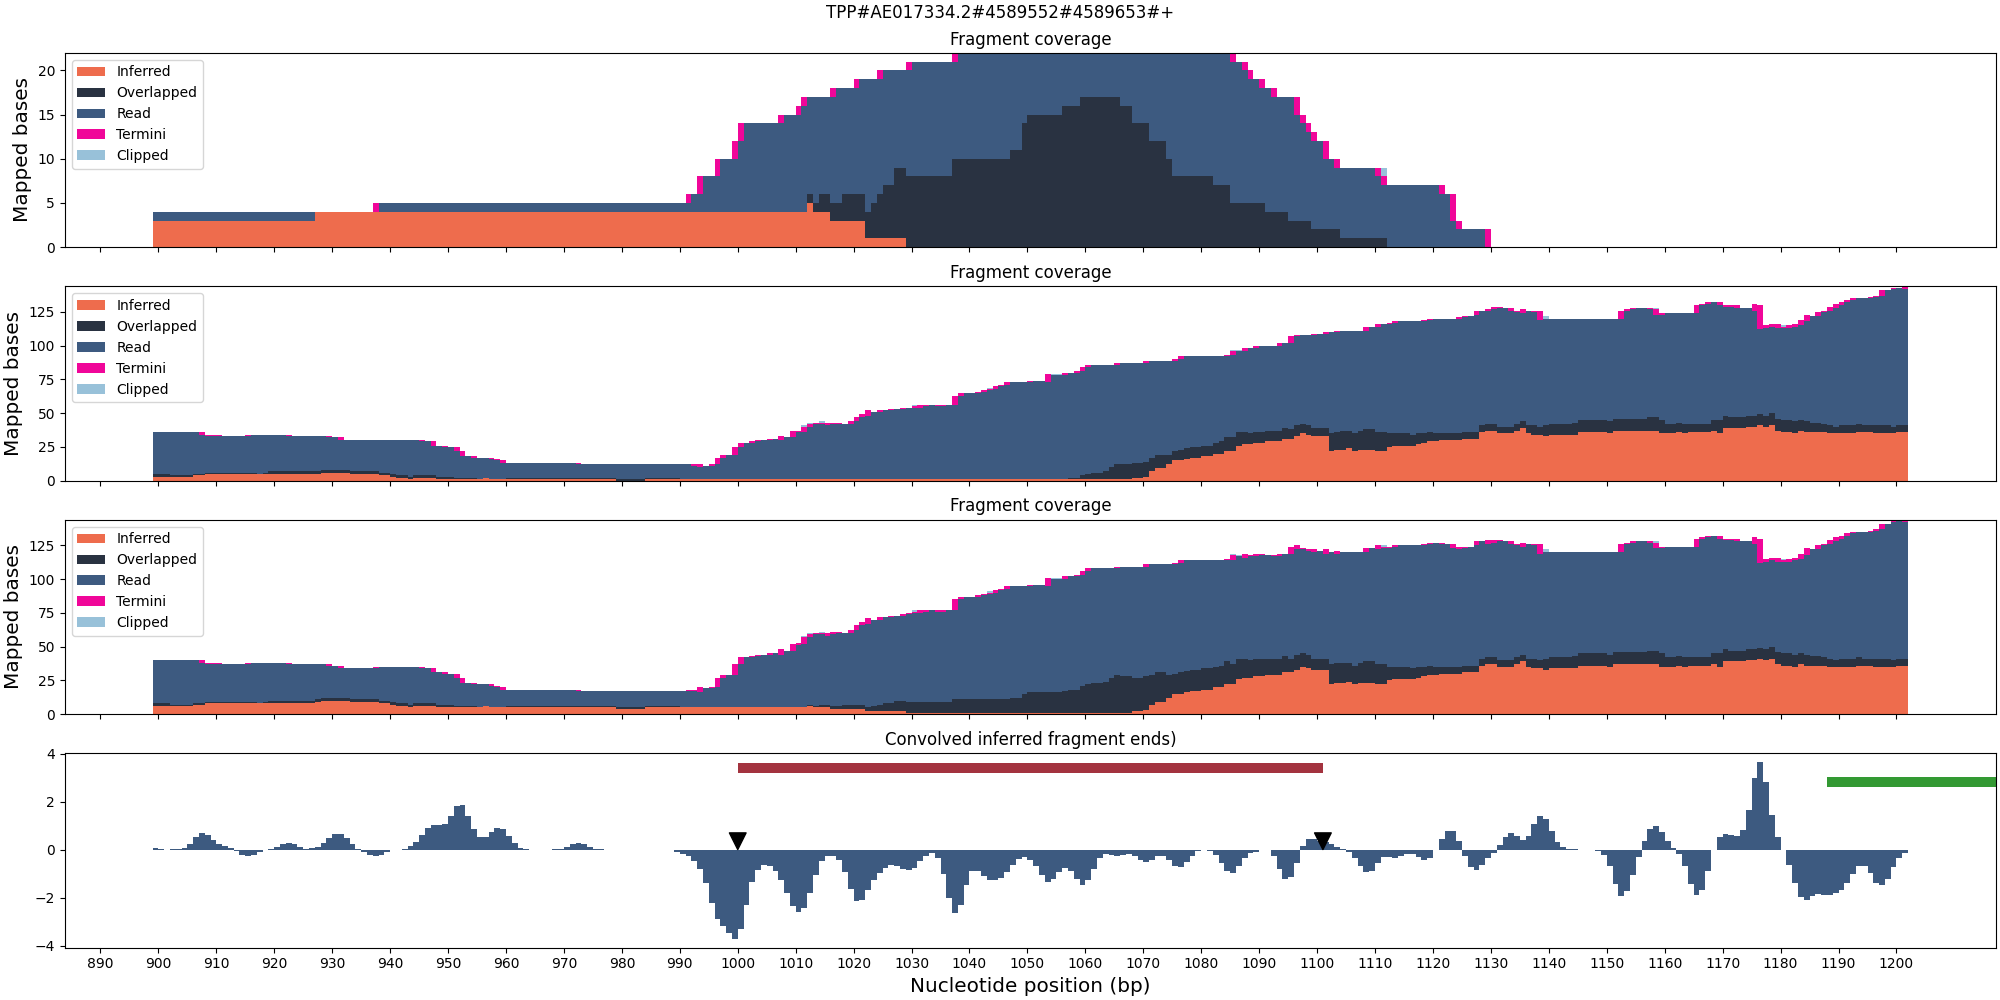 TPP#AE017334.2#4589552#4589653#+
Fragment coverage
Mapped bases
20
15
10
5
0
Inferred
Overlapped
Read
Termini
Clipped
Fragment coverage
Mapped bases
125
100
75
50
25
0
Inferred
Overlapped
Read
Termini
Clipped
Fragment coverage
Mapped bases
125
100
75
50
25
0
Inferred
Overlapped
Read
Termini
Clipped
Convolved inferred fragment ends)
4
2
0
−2
−4
890 900 910 920 930 940 950 960 970 980 990 1000 1010 1020 1030 1040 1050 1060 1070 1080 1090 1100 1110 1120 1130 1140 1150 1160 1170 1180 1190 1200
Nucleotide position (bp)